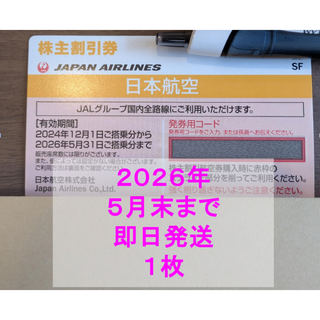 株主割引券
JAPAN AIRLINES
SF
日本航空
JALグループ国内全路線にご利用いただけます。
[有効期間]
2024年12月1日ご搭乗分から
2026年5月31日ご搭乗分まで
発券用コード
日本航空株式会社
Japan Airlines Co.,Ltd.
2026年
5月末まで
即日発送
1枚